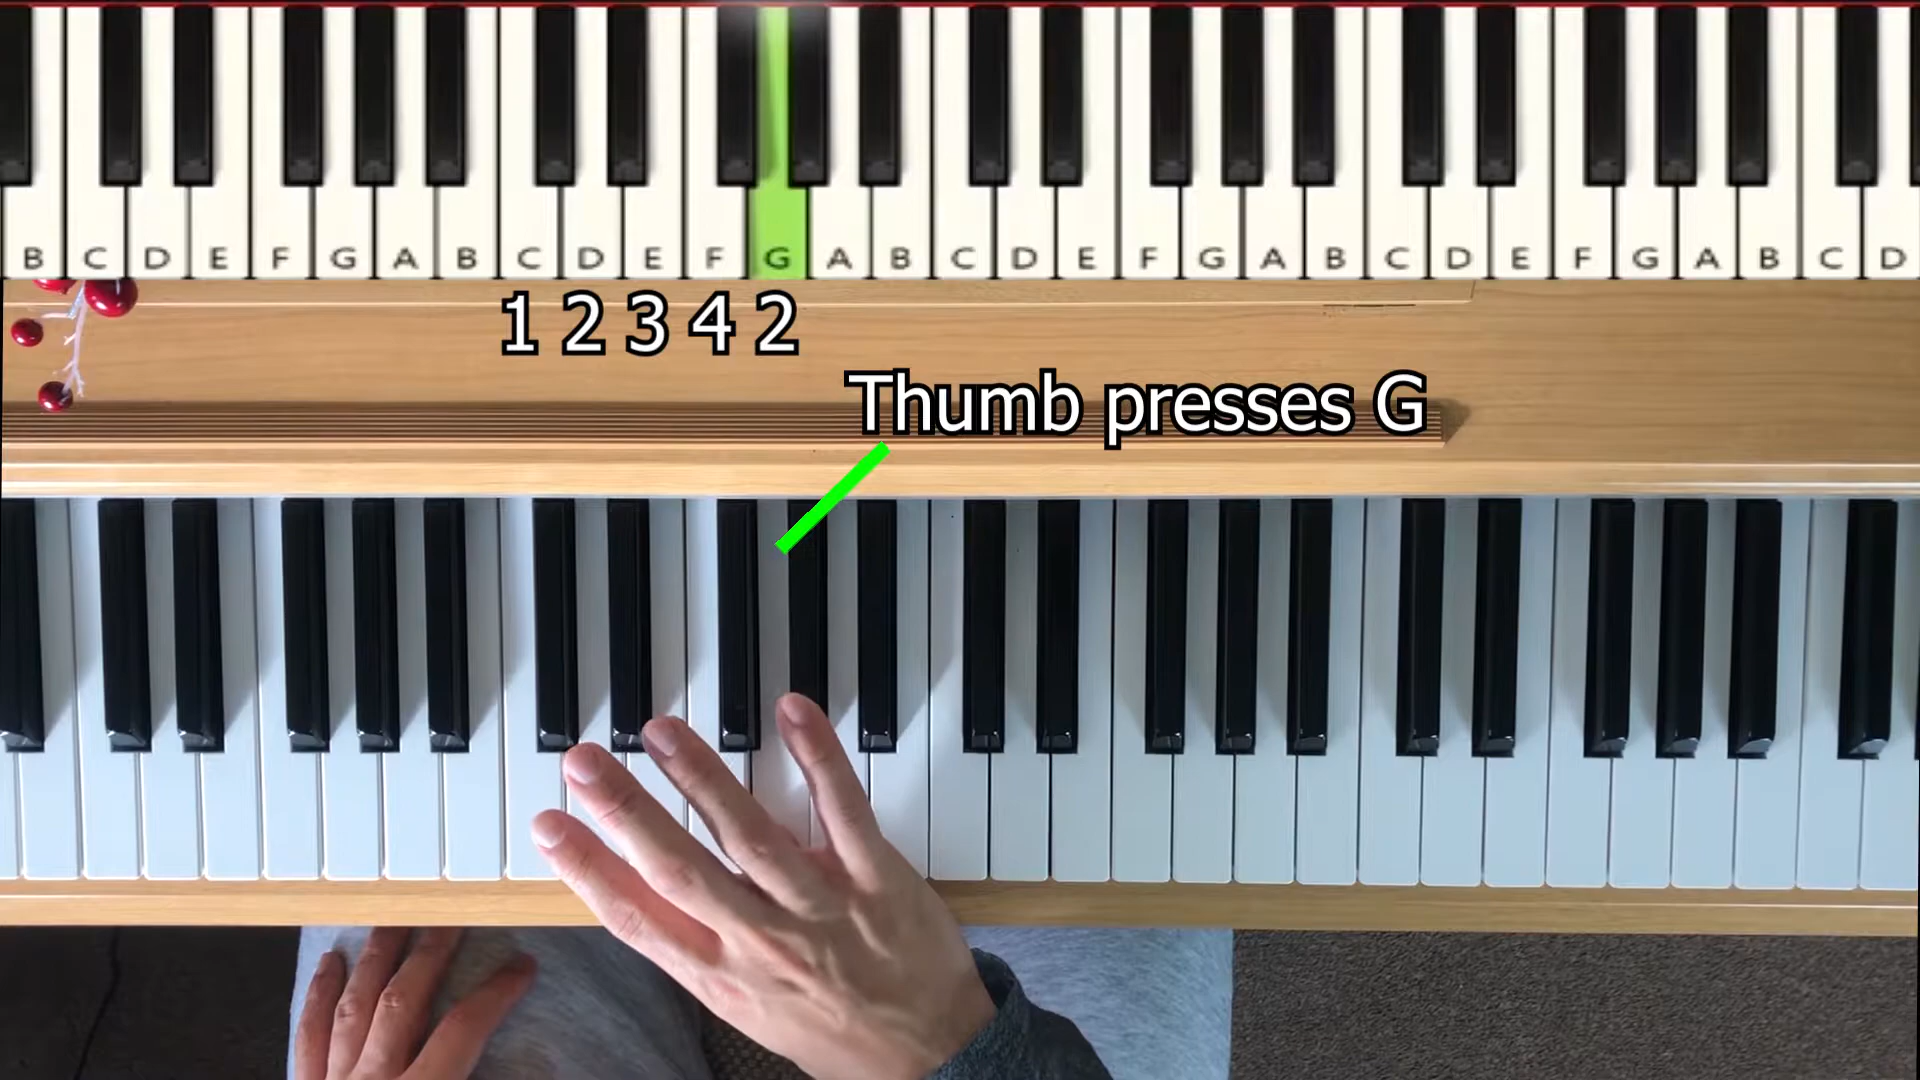 B C D E F G A B C D E F G A B C D E F G A B C D E F G A B C D
1 2 3 4 2
Thumb presses G